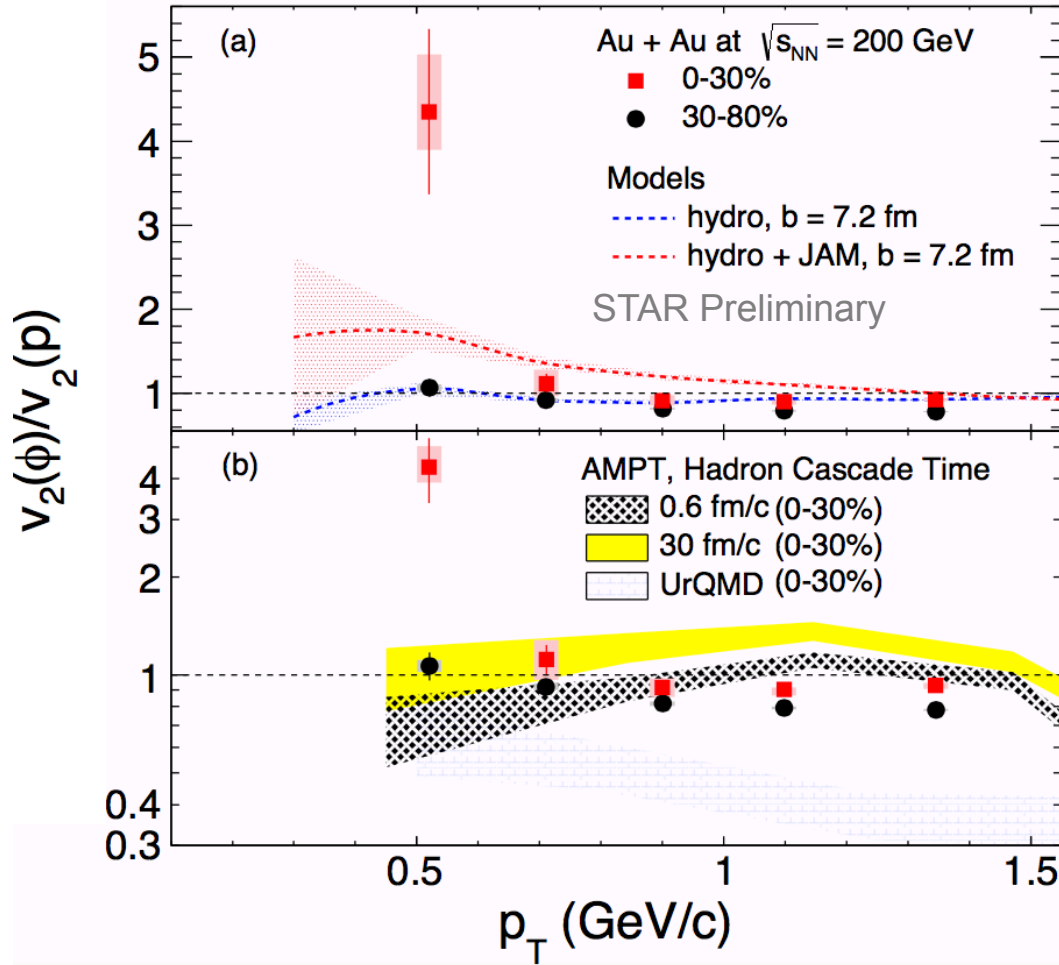 (a)
Au + Au at √s_NN = 200 GeV
0-30%
30-80%
Models
hydro, b = 7.2 fm
hydro + JAM, b = 7.2 fm
STAR Preliminary
5
4
3
2
1
v₂(ϕ)/v₂(p)
(b)
AMPT, Hadron Cascade Time
0.6 fm/c (0-30%)
30 fm/c (0-30%)
UrQMD (0-30%)
4
3
2
1
0.4
0.3
0.5 1 1.5
p_T (GeV/c)